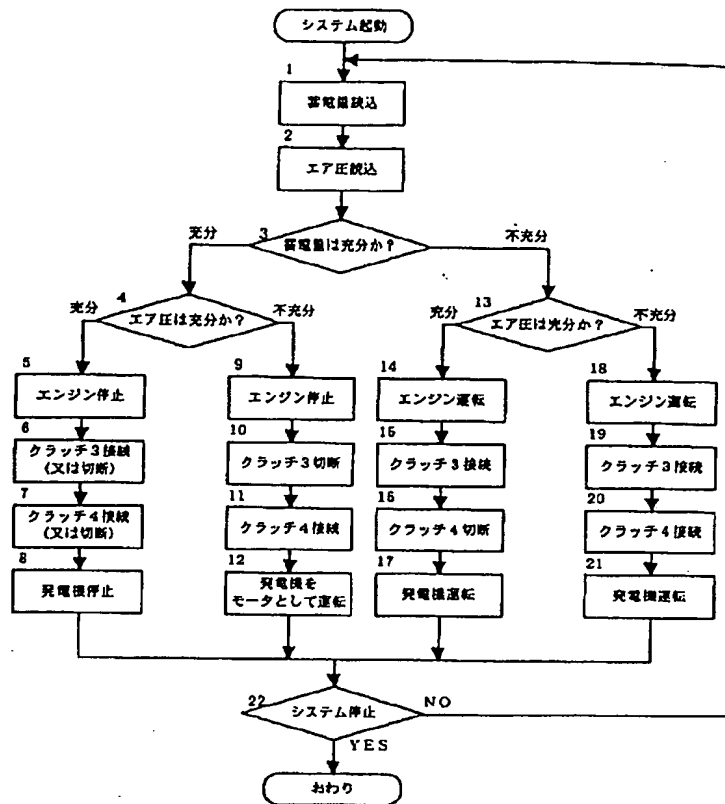 システム起動
1
蓄電量読込
2
エア圧読込
3
蓄電量は充分か?
充分
不充分
4
エア圧は充分か?
充分
不充分
13
エア圧は充分か?
充分
不充分
5
エンジン停止
6
クラッチ3接続
(又は切断)
7
クラッチ4接続
(又は切断)
8
発電機停止
9
エンジン停止
10
クラッチ3切断
11
クラッチ4接続
12
発電機を
モータとして運転
14
エンジン運転
15
クラッチ3接続
16
クラッチ4切断
17
発電機運転
18
エンジン運転
19
クラッチ3接続
20
クラッチ4接続
21
発電機運転
22
システム停止
NO
YES
おわり